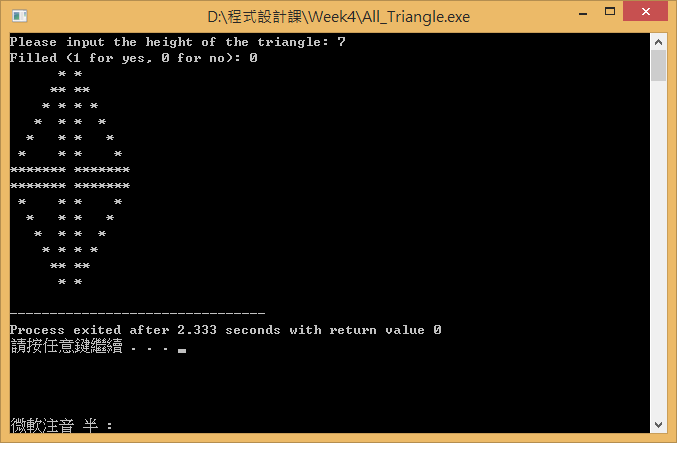 D:\程式設計課\Week4\All_Triangle.exe
Please input the height of the triangle: 7
Filled (1 for yes, 0 for no): 0
      * *
     ** **
    * * * *
   *  * *  *
  *   * *   *
 *    * *    *
******* *******
******* *******
 *    * *    *
  *   * *   *
   *  * *  *
    * * * *
     ** **
      * *
--------------------------------
Process exited after 2.333 seconds with return value 0
請按任意鍵繼續 . . .
微軟注音 半 :